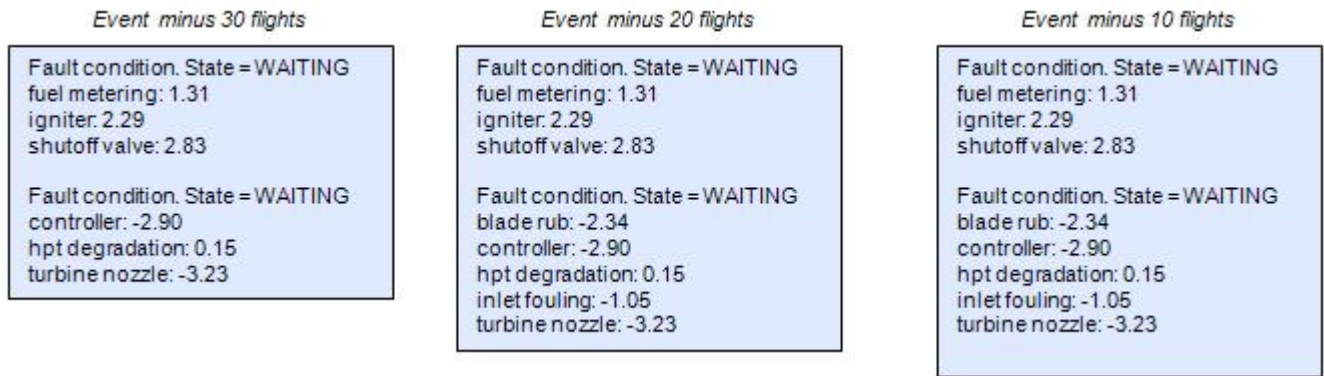 Event minus 30 flights
Fault condition. State = WAITING
fuel metering: 1.31
igniter: 2.29
shutoff valve: 2.83
Fault condition. State = WAITING
controller: -2.90
hpt degradation: 0.15
turbine nozzle: -3.23
Event minus 20 flights
Fault condition. State = WAITING
fuel metering: 1.31
igniter: 2.29
shutoff valve: 2.83
Fault condition. State = WAITING
blade rub: -2.34
controller: -2.90
hpt degradation: 0.15
inlet fouling: -1.05
turbine nozzle: -3.23
Event minus 10 flights
Fault condition. State = WAITING
fuel metering: 1.31
igniter: 2.29
shutoff valve: 2.83
Fault condition. State = WAITING
blade rub: -2.34
controller: -2.90
hpt degradation: 0.15
inlet fouling: -1.05
turbine nozzle: -3.23